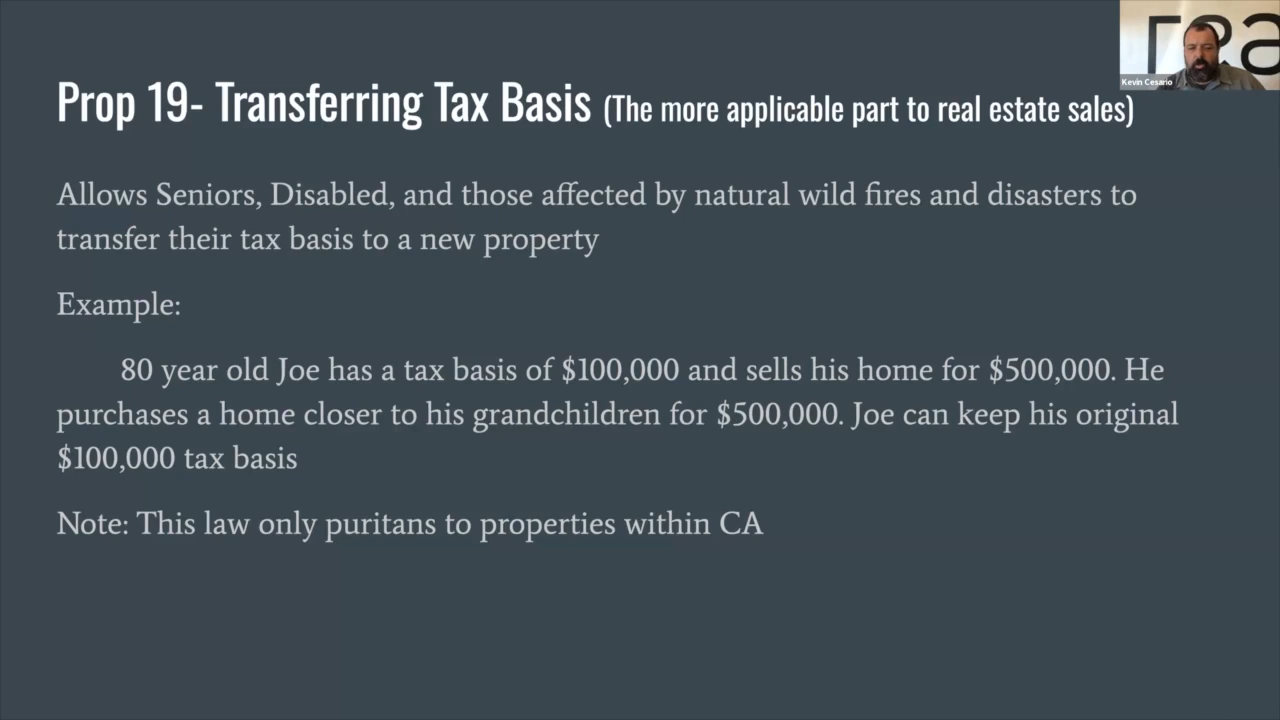 rea
Kevin Cesario
Prop 19- Transferring Tax Basis (The more applicable part to real estate sales)
Allows Seniors, Disabled, and those affected by natural wild fires and disasters to
transfer their tax basis to a new property
Example:
80 year old Joe has a tax basis of $100,000 and sells his home for $500,000. He
purchases a home closer to his grandchildren for $500,000. Joe can keep his original
$100,000 tax basis
Note: This law only puritans to properties within CA